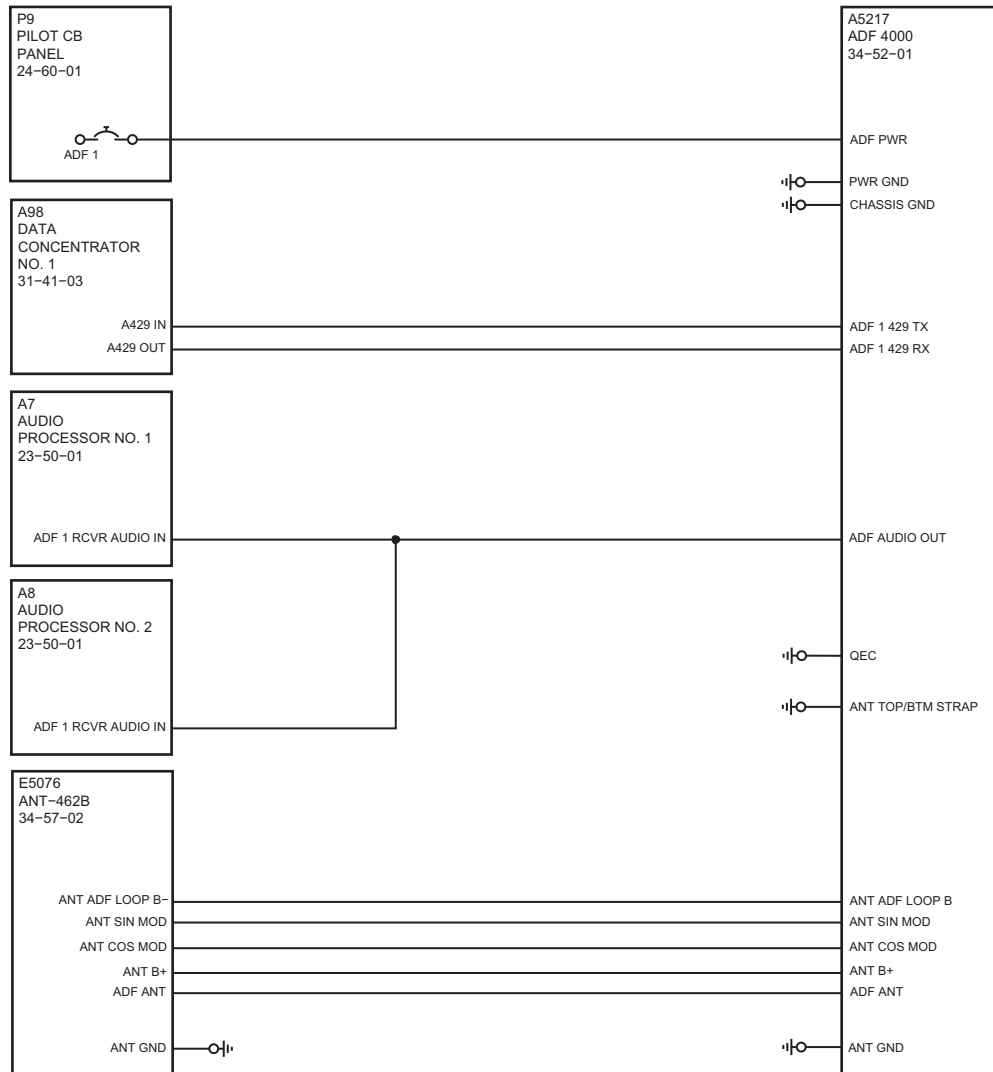 P9
PILOT CB
PANEL
24−60−01
ADF 1
A98
DATA
CONCENTRATOR
NO. 1
31−41−03
A429 IN
A429 OUT
A7
AUDIO
PROCESSOR NO. 1
23−50−01
ADF 1 RCVR AUDIO IN
A8
AUDIO
PROCESSOR NO. 2
23−50−01
ADF 1 RCVR AUDIO IN
E5076
ANT−462B
34−57−02
ANT ADF LOOP B−
ANT SIN MOD
ANT COS MOD
ANT B+
ADF ANT
ANT GND
A5217
ADF 4000
34−52−01
ADF PWR
PWR GND
CHASSIS GND
ADF 1 429 TX
ADF 1 429 RX
ADF AUDIO OUT
QEC
ANT TOP/BTM STRAP
ANT ADF LOOP B
ANT SIN MOD
ANT COS MOD
ANT B+
ADF ANT
ANT GND